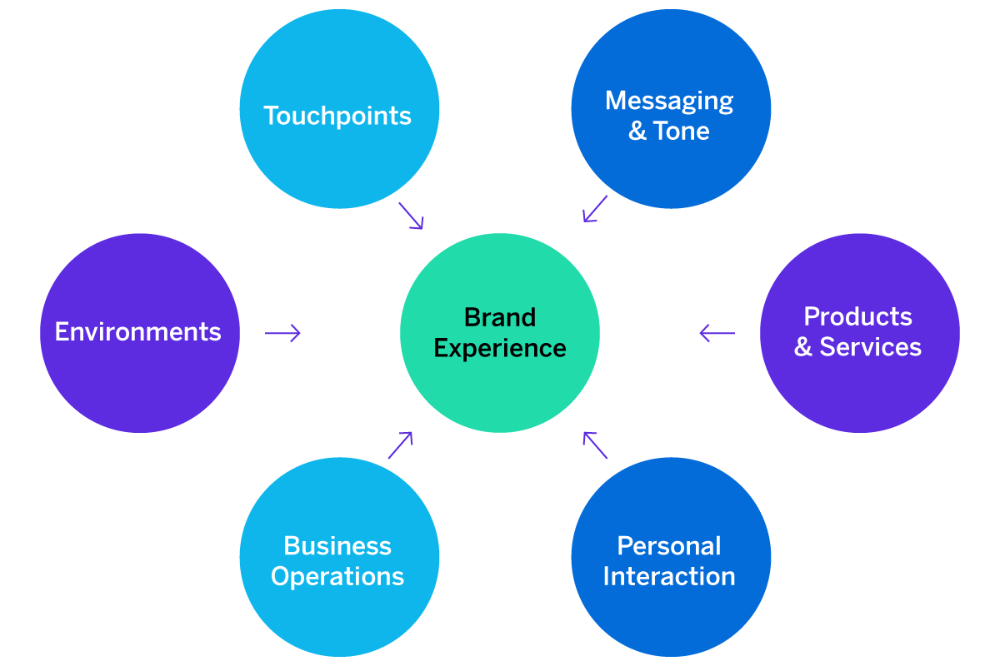 Touchpoints
Messaging
& Tone
Environments
Brand
Experience
Products
& Services
Business
Operations
Personal
Interaction